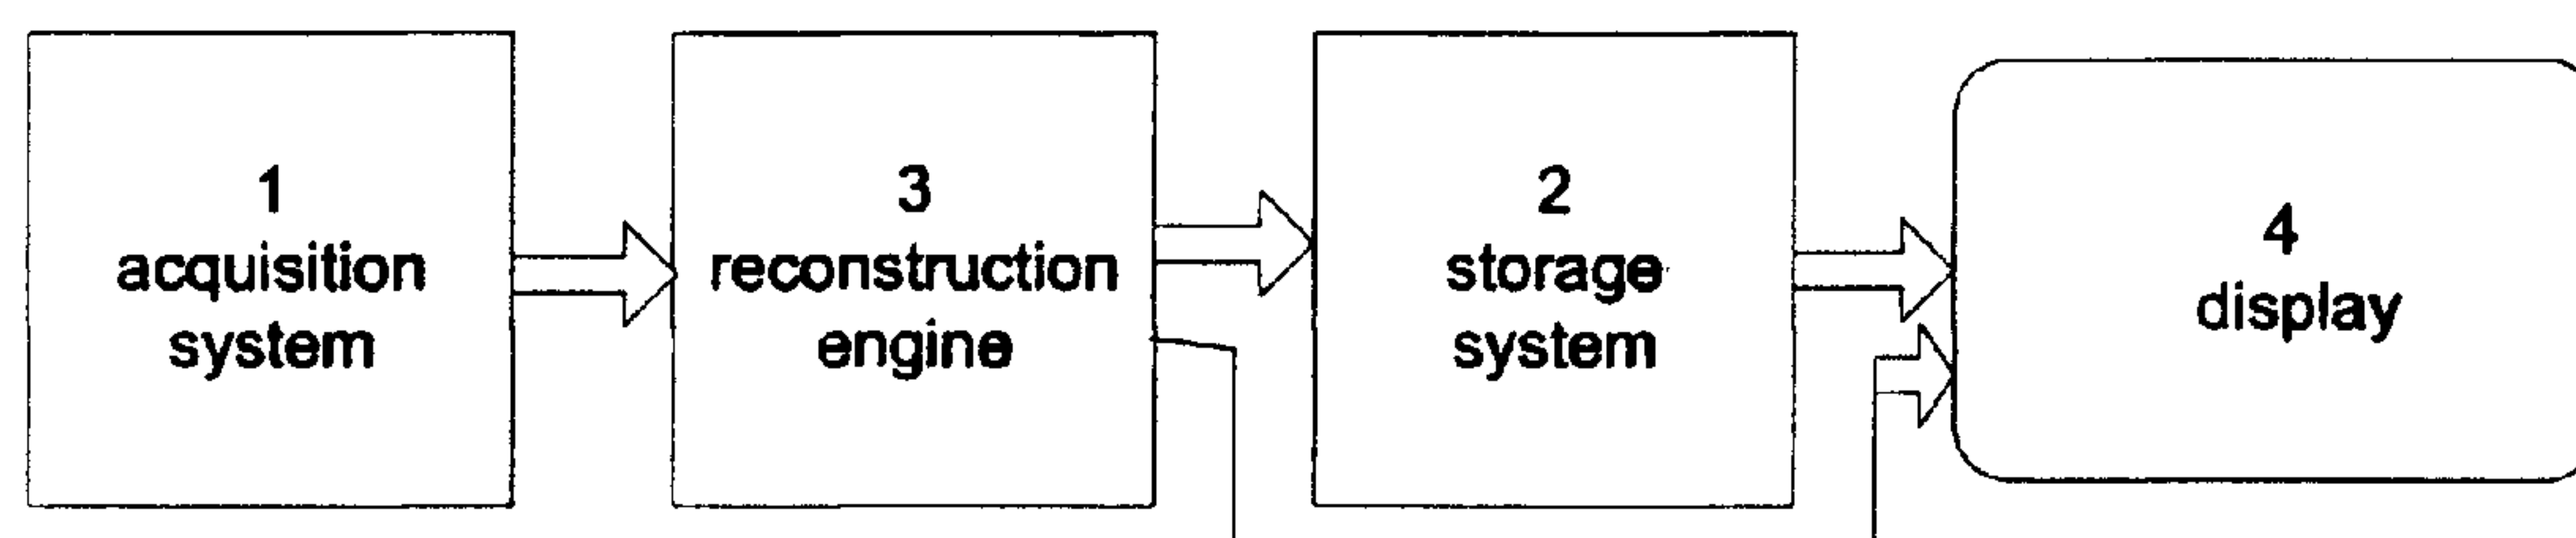 1
acquisition
system
3
reconstruction
engine
2
storage
system
4
display